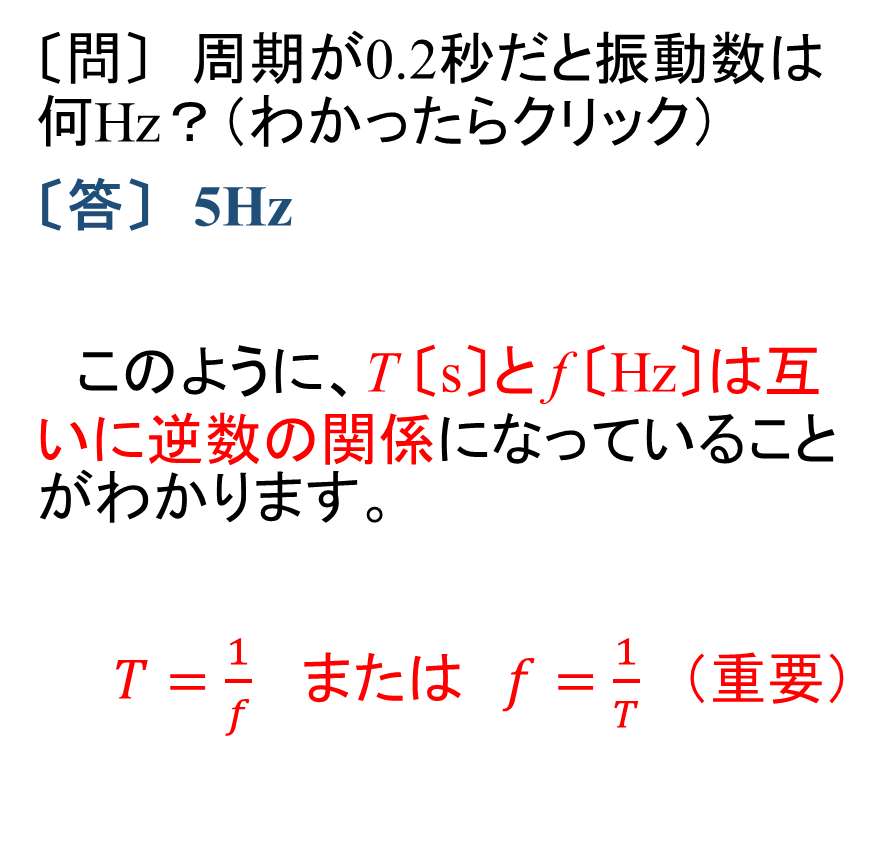 〔問〕 周期が0.2秒だと振動数は
何Hz？（わかったらクリック）
〔答〕 5Hz
このように、T〔s〕とf〔Hz〕は互
いに逆数の関係になっていること
がわかります。
T = 1/f または f = 1/T （重要）